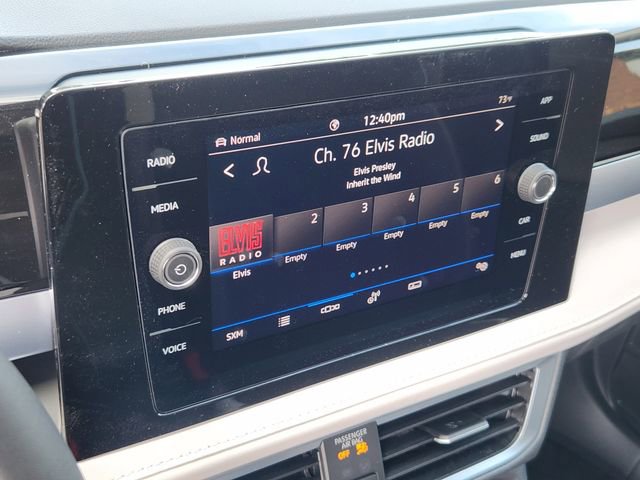 Normal
12:40pm
73°F
Ch. 76 Elvis Radio
Elvis Presley
Inherit the Wind
ELVIS
RADIO
2
3
4
5
6
Elvis
Empty
Empty
Empty
Empty
Empty
SXM
RADIO
MEDIA
PHONE
VOICE
APP
SOUND
CAR
MENU
PASSENGER
AIR BAG
OFF